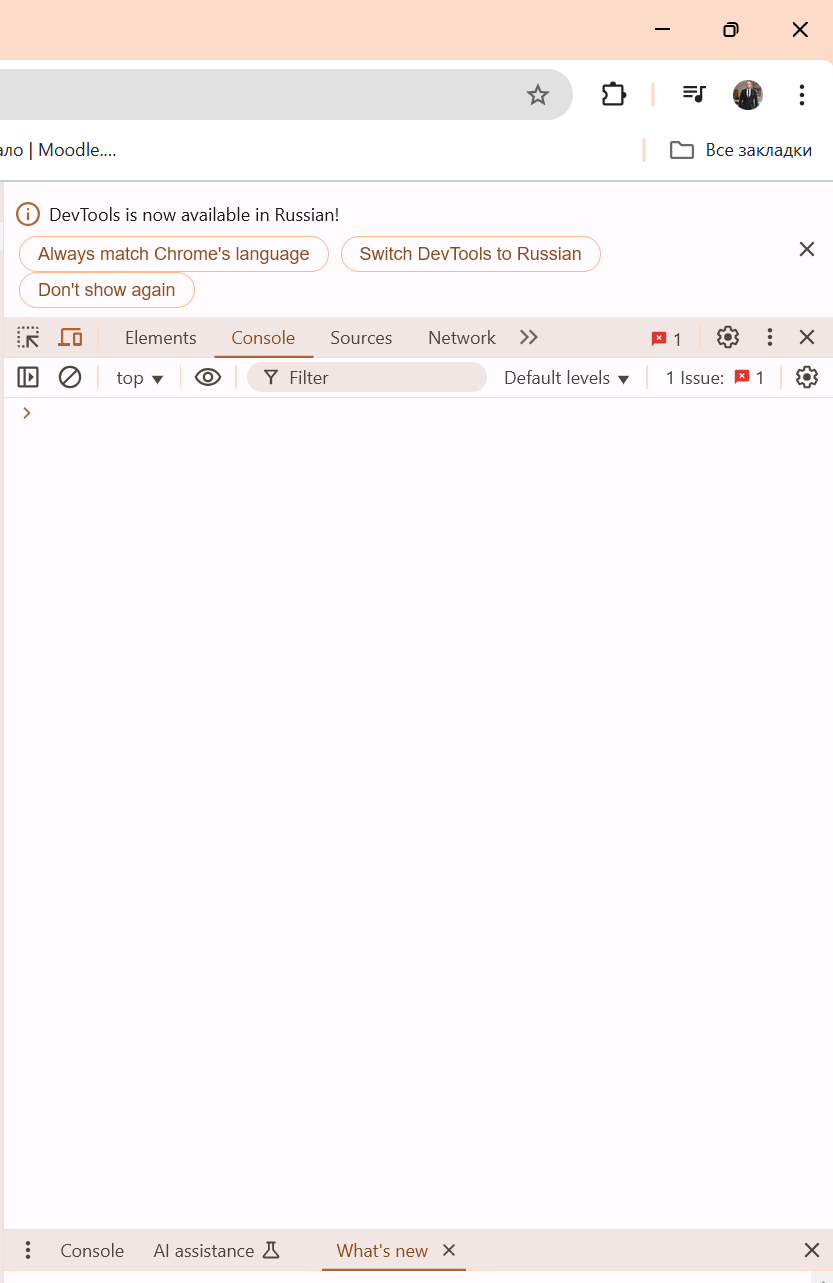 ало | Moodle....
Все закладки
DevTools is now available in Russian!
Always match Chrome's language
Switch DevTools to Russian
Don't show again
Elements
Console
Sources
Network
1
top
Filter
Default levels
1 Issue:
1
Console
AI assistance
What's new